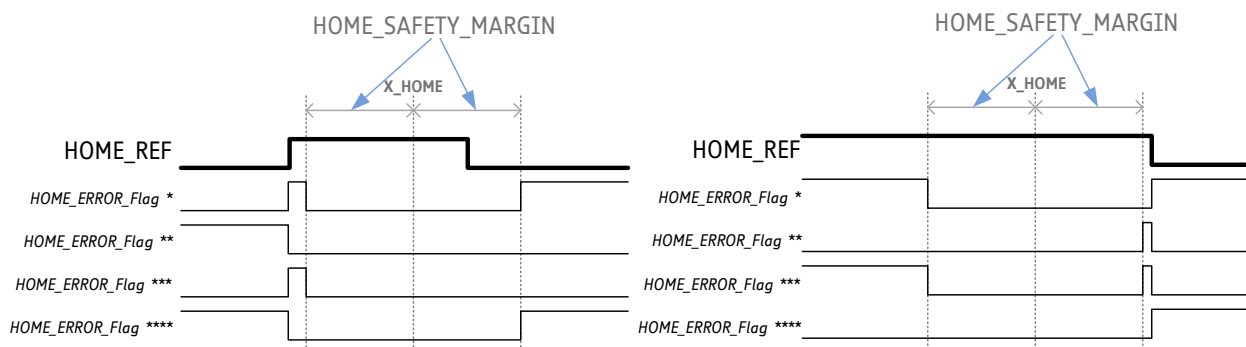 HOME_SAFETY_MARGIN
X_HOME
HOME_REF
HOME_ERROR_Flag *
HOME_ERROR_Flag **
HOME_ERROR_Flag ***
HOME_ERROR_Flag ****
HOME_SAFETY_MARGIN
X_HOME
HOME_REF
HOME_ERROR_Flag *
HOME_ERROR_Flag **
HOME_ERROR_Flag ***
HOME_ERROR_Flag ****